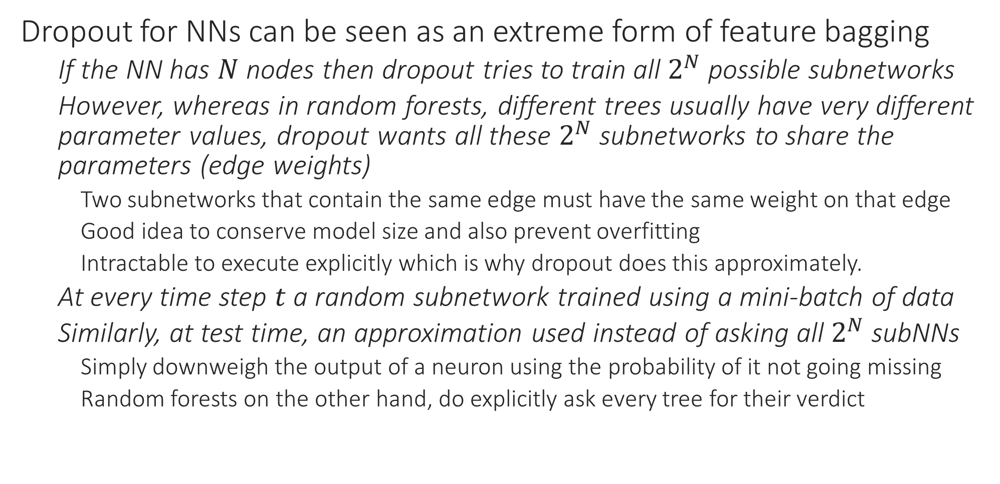 Dropout for NNs can be seen as an extreme form of feature bagging
If the NN has N nodes then dropout tries to train all 2^N possible subnetworks
However, whereas in random forests, different trees usually have very different
parameter values, dropout wants all these 2^N subnetworks to share the
parameters (edge weights)
Two subnetworks that contain the same edge must have the same weight on that edge
Good idea to conserve model size and also prevent overfitting
Intractable to execute explicitly which is why dropout does this approximately.
At every time step t a random subnetwork trained using a mini-batch of data
Similarly, at test time, an approximation used instead of asking all 2^N subNNs
Simply downweigh the output of a neuron using the probability of it not going missing
Random forests on the other hand, do explicitly ask every tree for their verdict